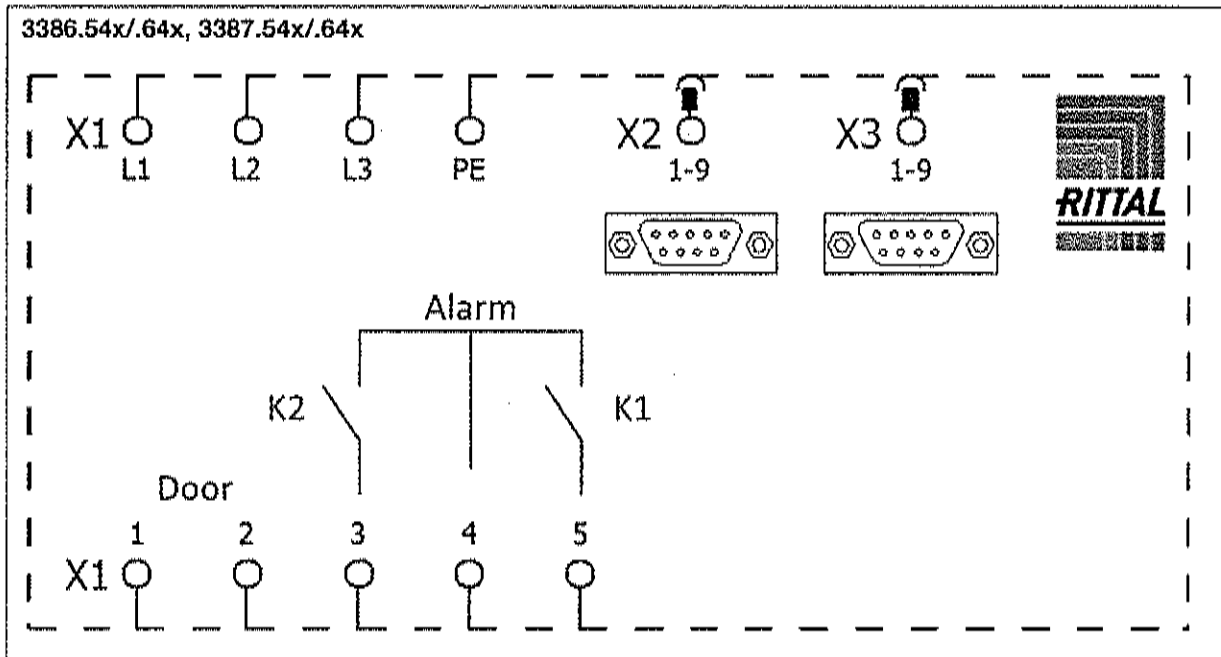 3386.54x/.64x, 3387.54x/.64x
X1 X2 X3
L1 L2 L3 PE 1-9 1-9
RITTAL
Alarm
K2 K1
Door
1 2 3 4 5
X1